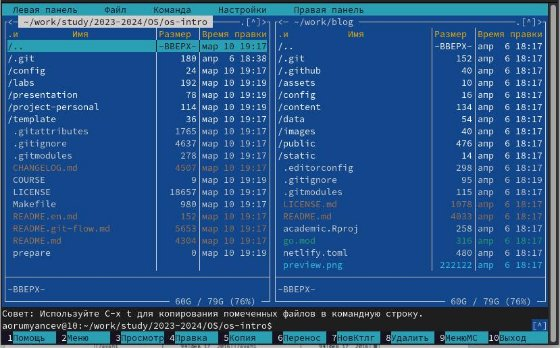 Левая панель Файл Команда Настройки Правая панель
<─ ~/work/study/2023-2024/OS/os-intro ─.[^]>
.и Имя Размер Время правки
/.. -ВВЕРХ- мар 10 19:17
/.git 180 апр 6 18:38
/config 24 мар 10 19:17
/labs 192 мар 10 19:19
/presentation 78 мар 10 19:19
/project-personal 114 мар 10 19:19
/template 36 мар 10 19:17
.gitattributes 1765 мар 10 19:17
.gitignore 4637 мар 10 19:17
.gitmodules 278 мар 10 19:17
CHANGELOG.md 4507 мар 10 19:17
COURSE 9 мар 10 19:19
LICENSE 18657 мар 10 19:17
Makefile 980 мар 10 19:17
README.en.md 152 мар 10 19:17
README.git-flow.md 5653 мар 10 19:17
README.md 4304 мар 10 19:17
prepare 0 мар 10 19:19
-ВВЕРХ-
60G / 79G (76%)
<─ ~/work/blog ─.[^]>
.и Имя Размер Время правки
/.. -ВВЕРХ- апр 6 18:17
/.git 152 апр 6 18:17
/.github 40 апр 6 18:17
/assets 10 апр 6 18:17
/config 16 апр 6 18:17
/content 134 апр 6 18:17
/data 54 апр 6 18:17
/images 40 апр 6 18:17
/public 476 апр 6 18:17
/static 14 апр 6 18:17
.editorconfig 298 апр 6 18:17
.gitignore 95 апр 6 18:17
.gitmodules 115 апр 6 18:17
LICENSE.md 1078 апр 6 18:17
README.md 4033 апр 6 18:17
academic.Rproj 258 апр 6 18:17
go.mod 316 апр 6 18:17
netlify.toml 480 апр 6 18:17
preview.png 222122 апр 6 18:17
-ВВЕРХ-
60G / 79G (76%)
Совет: Используйте C-x t для копирования помеченных файлов в командную строку.
aorumyancev@10:~/work/study/2023-2024/OS/os-intro$ [^]
1Помощь 2Меню 3Просмотр 4Правка 5Копия 6Перенос 7НовКтлг 8Удалить 9МенюMC 10Выход